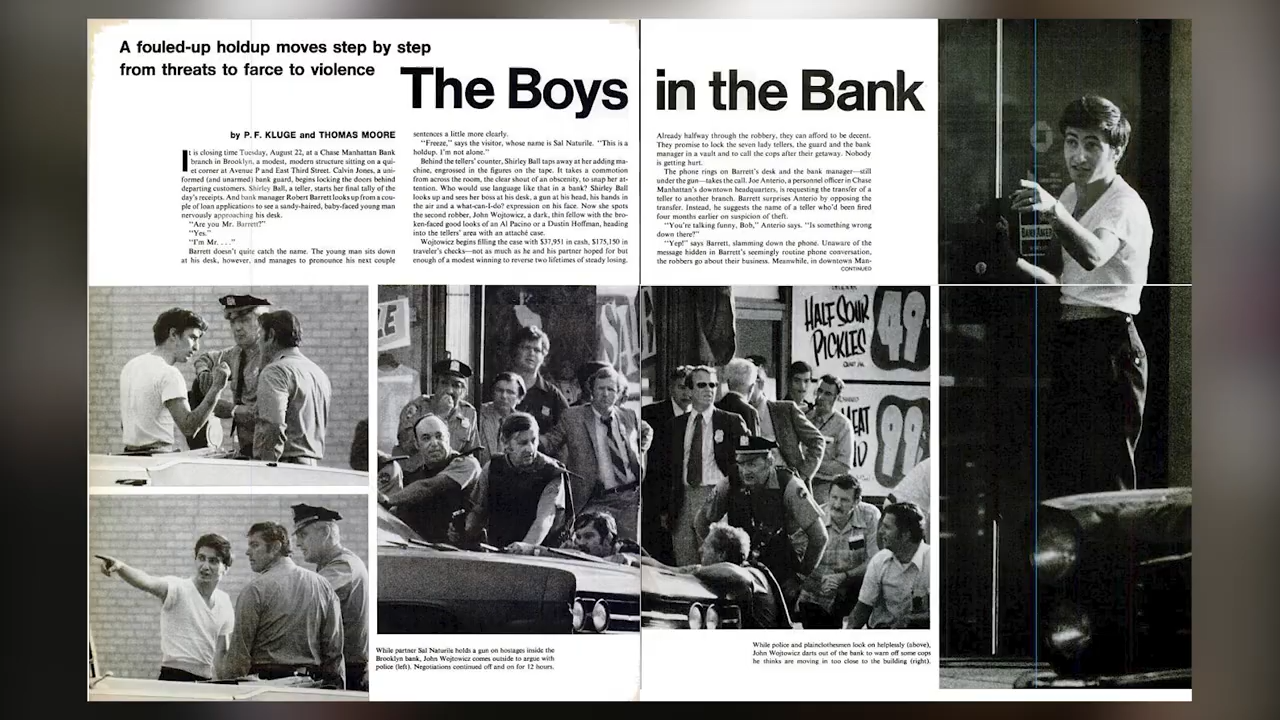 A fouled-up holdup moves step by step
from threats to farce to violence
The Boys in the Bank
by P. F. KLUGE and THOMAS MOORE
It is closing time Tuesday, August 22, at a Chase Manhattan Bank
branch in Brooklyn, a modest, modern structure sitting on a qui-
et corner at Avenue P and East Third Street. Calvin Jones, a uni-
formed (and unarmed) bank guard, begins locking the doors behind
departing customers. Shirley Ball, a teller, starts her final tally of the
day's receipts. And bank manager Robert Barrett looks up from a cou-
ple of loan applications to see a sandy-haired, baby-faced young man
nervously approaching his desk.
"Are you Mr. Barrett?"
"Yes."
"I'm Mr. . . ."
Barrett doesn't quite catch the name. The young man sits down
at his desk, however, and manages to pronounce his next couple
sentences a little more clearly.
"Freeze," says the visitor, whose name is Sal Naturile. "This is a
holdup. I'm not alone."
Behind the tellers' counter, Shirley Ball taps away at her adding ma-
chine, engrossed in the figures on the tape. It takes a commotion
from across the room, the clear shout of an obscenity, to snap her at-
tention. Who would use language like that in a bank? Shirley Ball
looks up and sees her boss at his desk, a gun at his head, his hands in
the air and a what-can-I-do? expression on his face. Now she spots
the second robber, John Wojtowicz, a dark, thin fellow with the bro-
ken-faced good looks of an Al Pacino or a Dustin Hoffman, heading
into the tellers' area with an attaché case.
Wojtowicz begins filling the case with $37,951 in cash, $175,150 in
traveler's checks—not as much as he and his partner hoped for but
enough of a modest winning to reverse two lifetimes of steady losing.
Already halfway through the robbery, they can afford to be decent.
They promise to lock the seven lady tellers, the guard and the bank
manager in a vault and to call the cops after their getaway. Nobody
is getting hurt.
The phone rings on Barrett's desk and the bank manager—still
under the gun—takes the call. Joe Anterio, a personnel officer in Chase
Manhattan's downtown headquarters, is requesting the transfer of a
teller to another branch. Barrett surprises Anterio by opposing the
transfer. Instead, he suggests the name of a teller who'd been fired
four months earlier on suspicion of theft.
"You're talking funny, Bob," Anterio says. "Is something wrong
down there?"
"Yep!" says Barrett, slamming down the phone. Unaware of the
message hidden in Barrett's seemingly routine phone conversation,
the robbers go about their business. Meanwhile, in downtown Man-
CONTINUED
SALE
HALF SOUR
PICKLES
49
99
While partner Sal Naturile holds a gun on hostages inside the
Brooklyn bank, John Wojtowicz comes outside to argue with
police (left). Negotiations continued off and on for 12 hours.
While police and plainclothesmen look on helplessly (above),
John Wojtowicz darts out of the bank to warn off some cops
he thinks are moving in too close to the building (right).